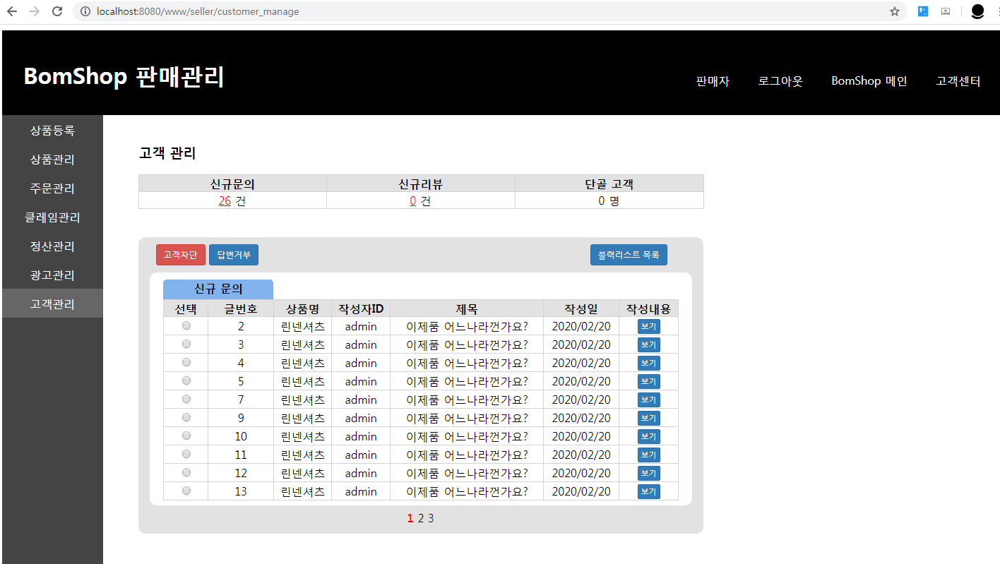 localhost:8080/www/seller/customer_manage
BomShop 판매관리
판매자 로그아웃 BomShop 메인 고객센터
상품등록
상품관리
주문관리
클레임관리
정산관리
광고관리
고객관리
고객 관리
신규문의 신규리뷰 단골 고객
26 건 0 건 0 명
고객차단 답변거부 블랙리스트 목록
신규 문의
선택 글번호 상품명 작성자ID 제목 작성일 작성내용
2 린넨셔츠 admin 이제품 어느나라껀가요? 2020/02/20 보기
3 린넨셔츠 admin 이제품 어느나라껀가요? 2020/02/20 보기
4 린넨셔츠 admin 이제품 어느나라껀가요? 2020/02/20 보기
5 린넨셔츠 admin 이제품 어느나라껀가요? 2020/02/20 보기
7 린넨셔츠 admin 이제품 어느나라껀가요? 2020/02/20 보기
9 린넨셔츠 admin 이제품 어느나라껀가요? 2020/02/20 보기
10 린넨셔츠 admin 이제품 어느나라껀가요? 2020/02/20 보기
11 린넨셔츠 admin 이제품 어느나라껀가요? 2020/02/20 보기
12 린넨셔츠 admin 이제품 어느나라껀가요? 2020/02/20 보기
13 린넨셔츠 admin 이제품 어느나라껀가요? 2020/02/20 보기
1 2 3